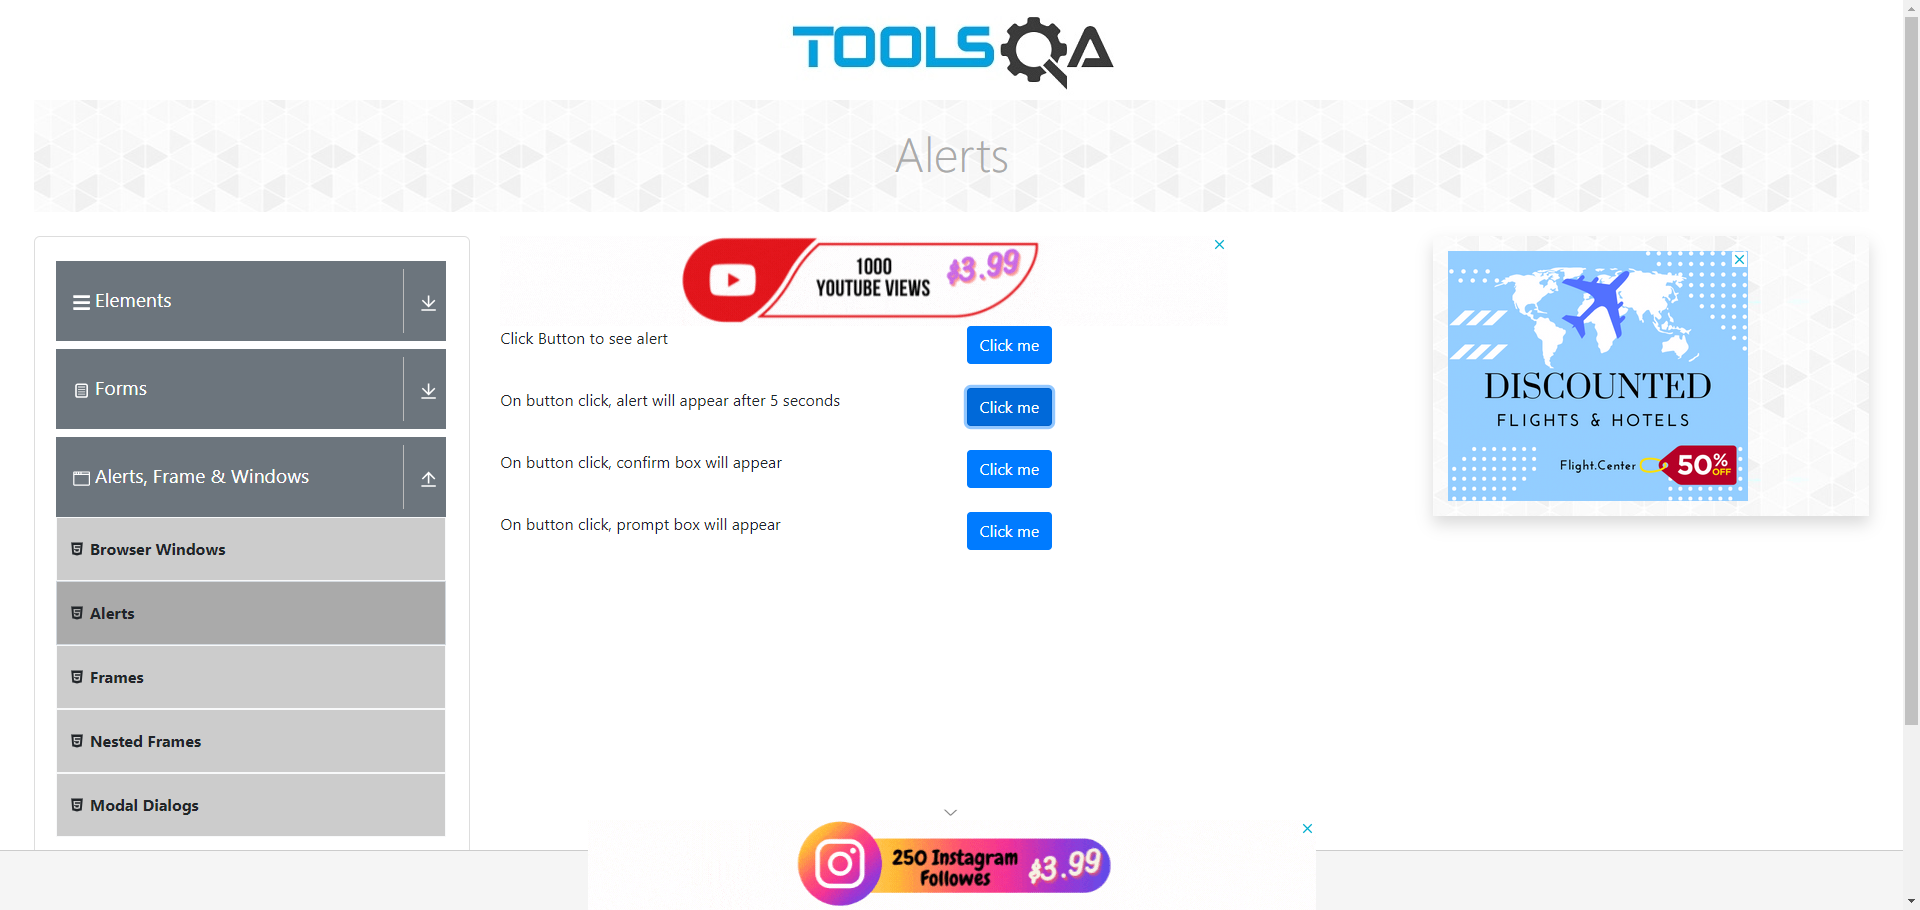 TOOLSQA
Alerts
Elements
Forms
Alerts, Frame & Windows
Browser Windows
Alerts
Frames
Nested Frames
Modal Dialogs
1000
YOUTUBE VIEWS
$3.99
Click Button to see alert
Click me
On button click, alert will appear after 5 seconds
Click me
On button click, confirm box will appear
Click me
On button click, prompt box will appear
Click me
DISCOUNTED
FLIGHTS & HOTELS
Flight.Center
50%
OFF
250 Instagram
Followes
$3.99